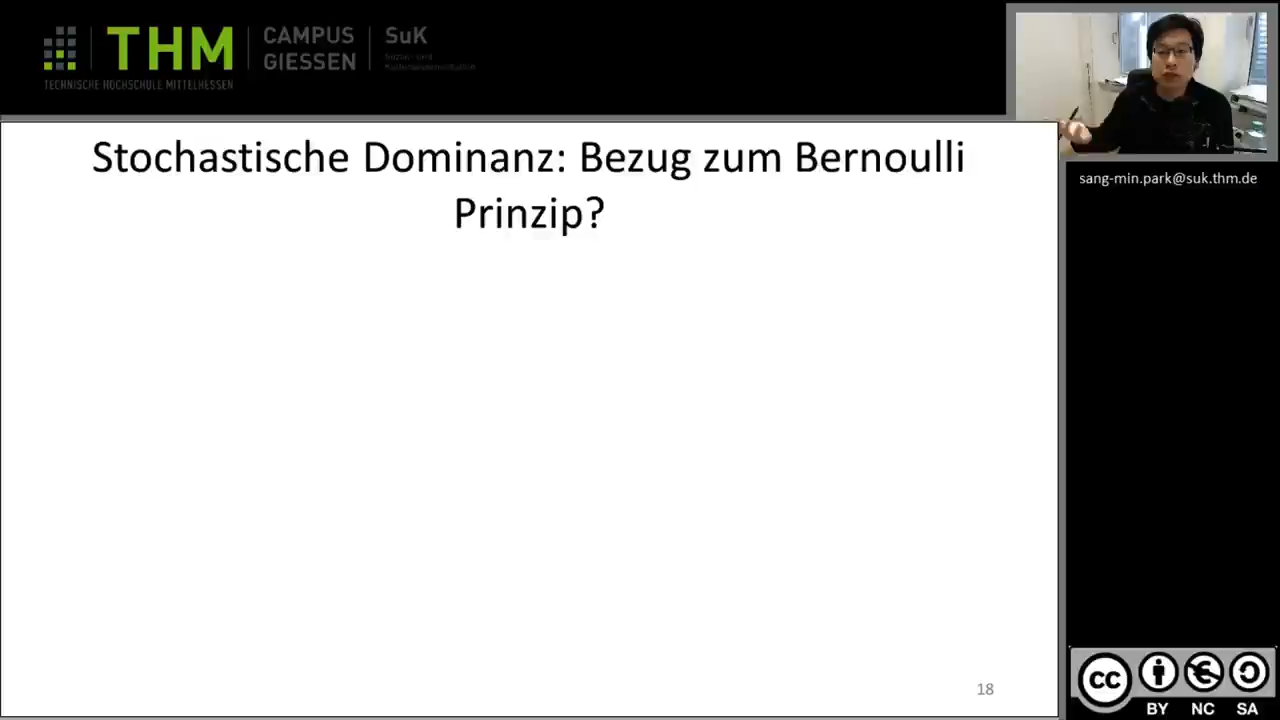 THM
CAMPUS
GIESSEN
SuK
TECHNISCHE HOCHSCHULE MITTELHESSEN
Stochastische Dominanz: Bezug zum Bernoulli
Prinzip?
sang-min.park@suk.thm.de
18
CC
BY NC SA